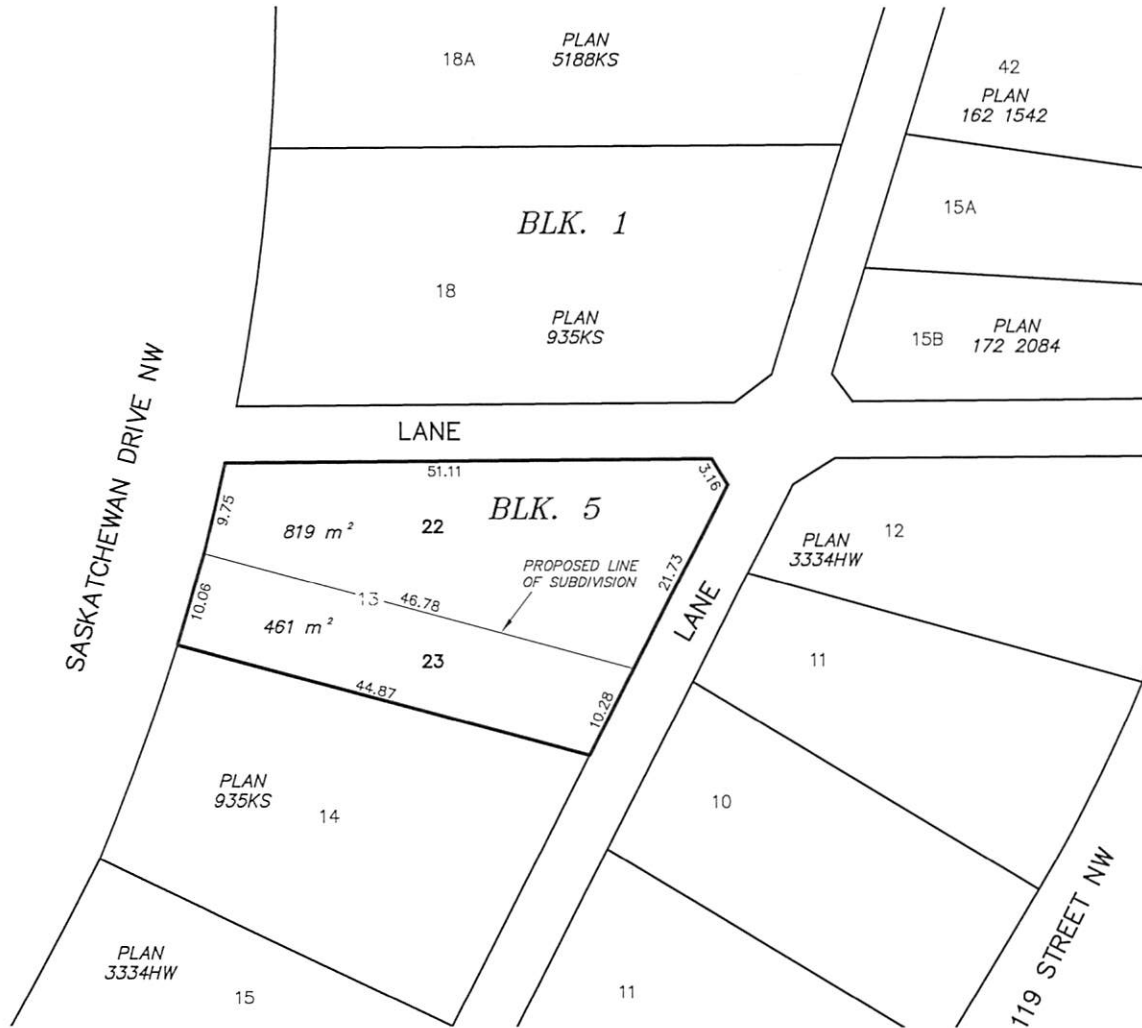 18A
PLAN
5188KS
42
PLAN
162 1542
15A
BLK. 1
18
PLAN
935KS
15B
PLAN
172 2084
SASKATCHEWAN DRIVE NW
LANE
51.11
3.16
9.75
819 m²
22
BLK. 5
PROPOSED LINE
OF SUBDIVISION
21.73
LANE
12
PLAN
3334HW
10.06
13
46.78
461 m²
23
44.87
10.28
11
PLAN
935KS
14
10
PLAN
3334HW
15
11
119 STREET NW